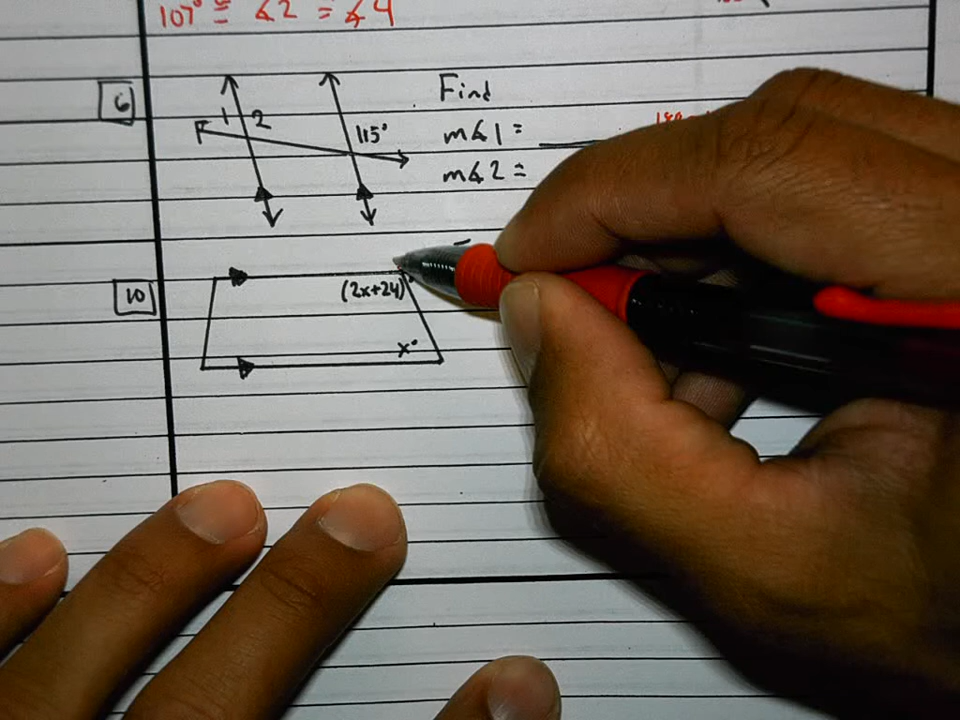 107° ≅ ∡2 ≅ ∡4
6
1 2
115°
Find
m∡1 =
m∡2 =
10
(2x+24)°
x°